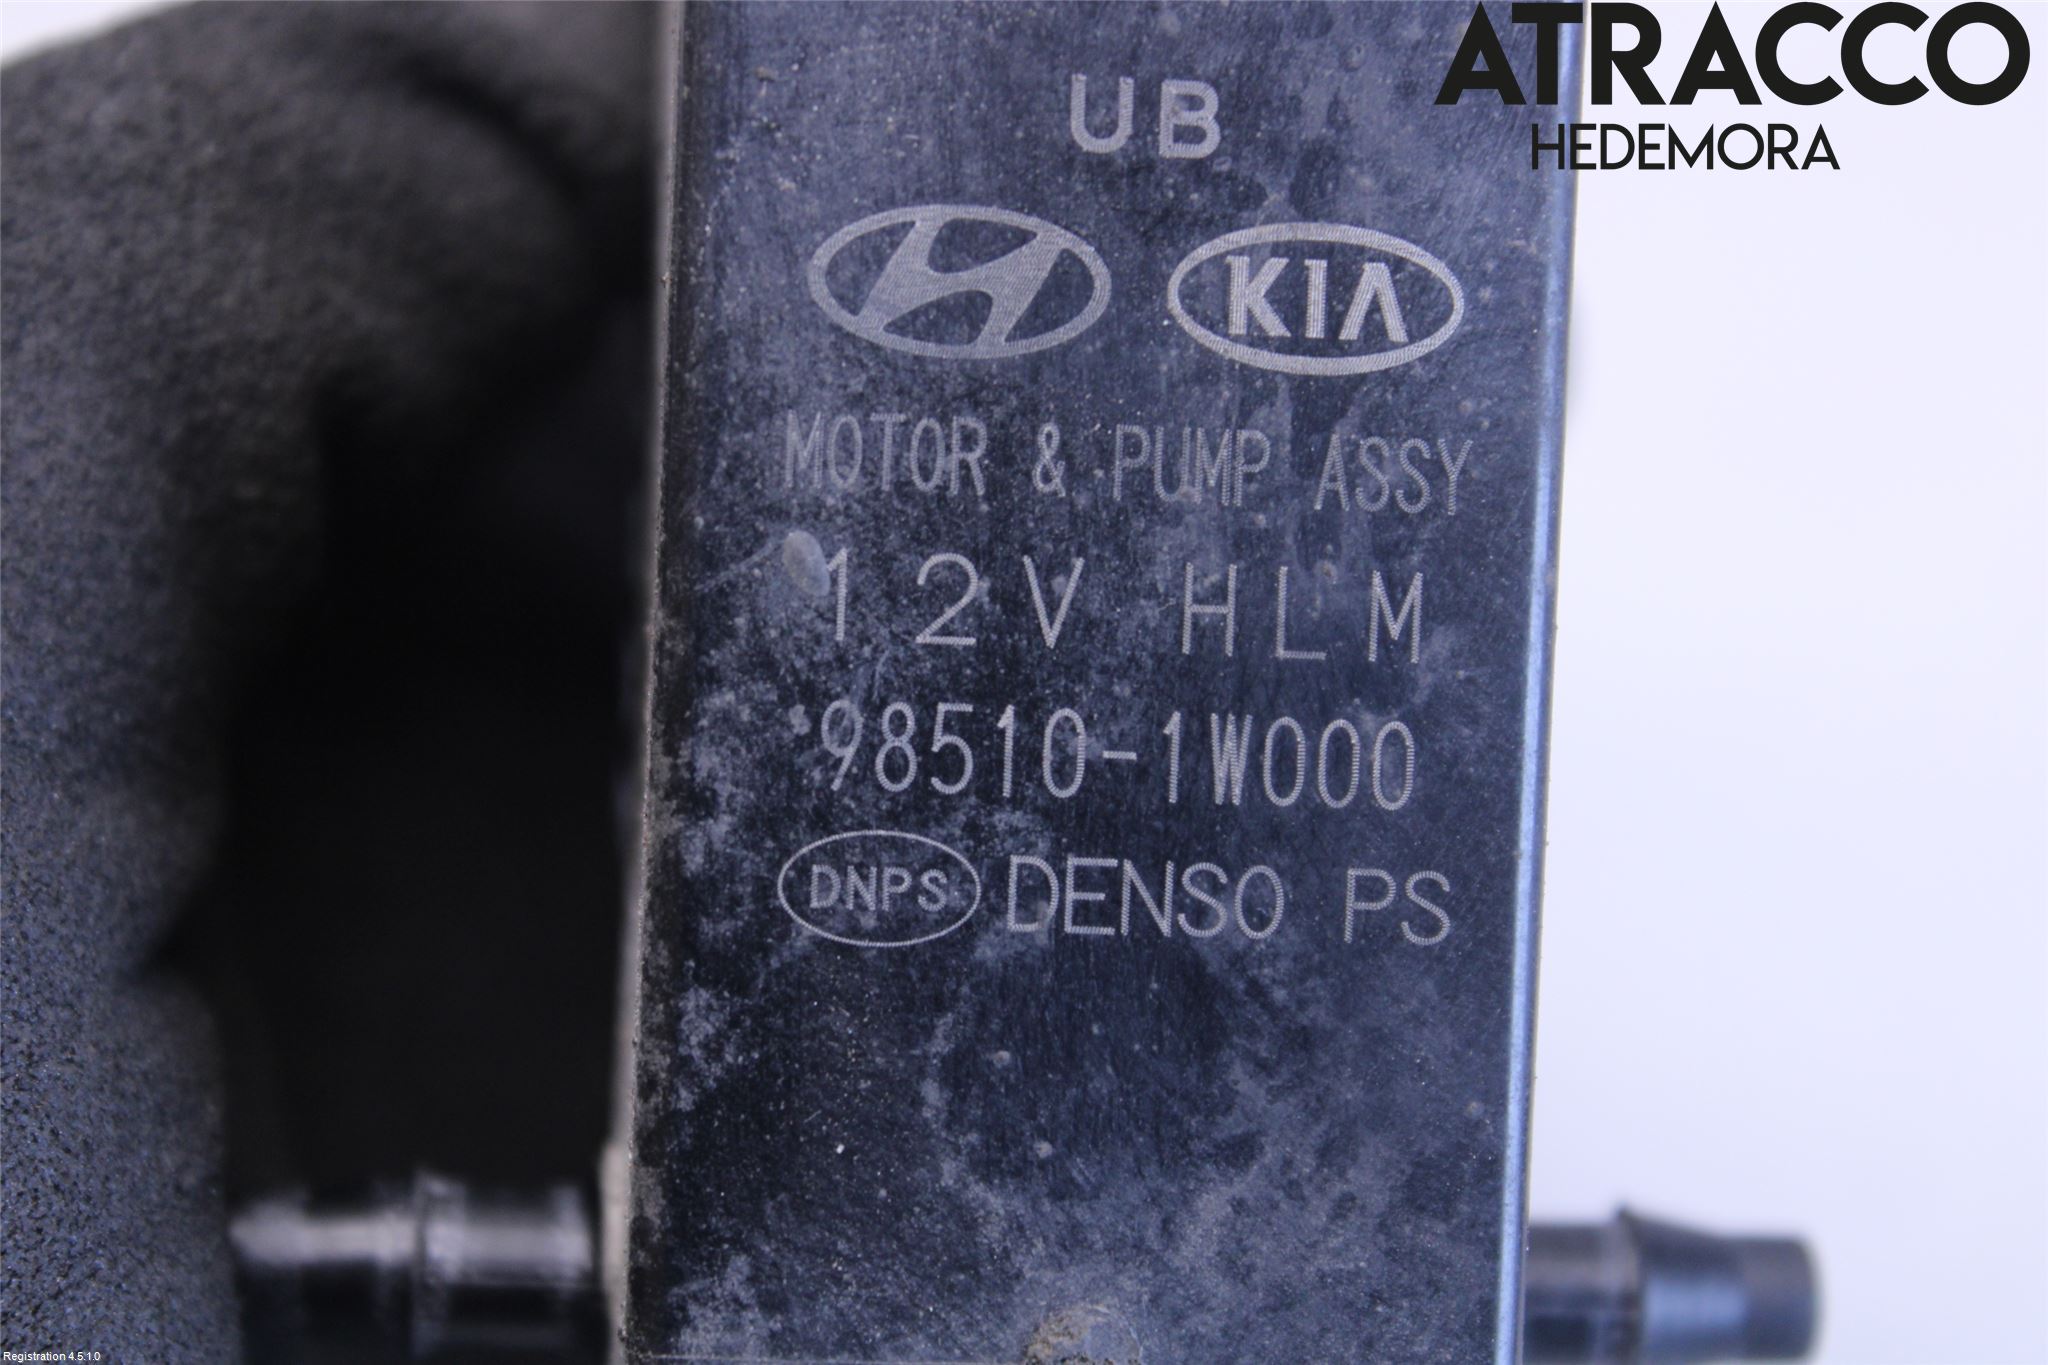 ATRACCO
HEDEMORA
UB
KIA
MOTOR & PUMP ASSY
12V HLM
98510-1W000
DNPS DENSO PS
Registration 4.5.1.0